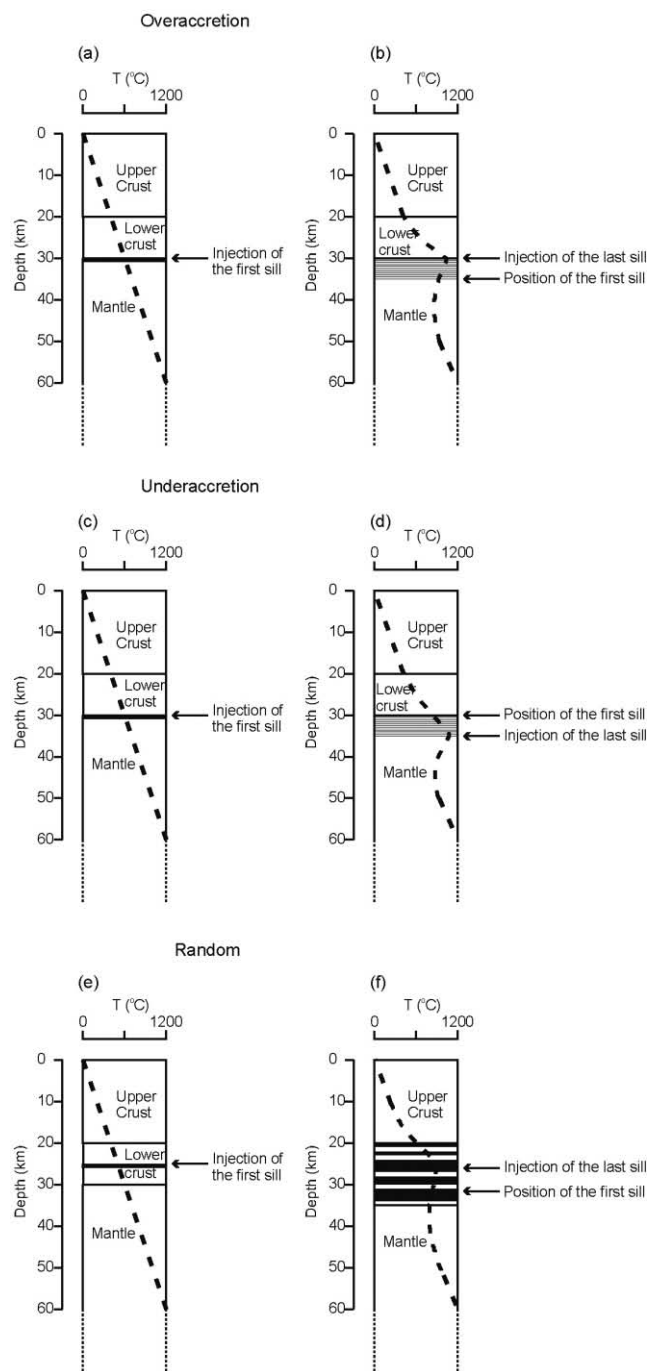 Overaccretion
(a)
(b)
T (°C)
T (°C)
0 1200
0 1200
0
10
20
30
40
50
60
Depth (km)
Upper
Crust
Lower
crust
Mantle
Injection of
the first sill
0
10
20
30
40
50
60
Depth (km)
Upper
Crust
Lower
crust
Mantle
Injection of the last sill
Position of the first sill
Underaccretion
(c)
(d)
T (°C)
T (°C)
0 1200
0 1200
0
10
20
30
40
50
60
Depth (km)
Upper
Crust
Lower
crust
Mantle
Injection of
the first sill
0
10
20
30
40
50
60
Depth (km)
Upper
Crust
Lower
crust
Mantle
Position of the first sill
Injection of the last sill
Random
(e)
(f)
T (°C)
T (°C)
0 1200
0 1200
0
10
20
30
40
50
60
Depth (km)
Upper
Crust
Lower
crust
Mantle
Injection of
the first sill
0
10
20
30
40
50
60
Depth (km)
Upper
Crust
Mantle
Injection of the last sill
Position of the first sill